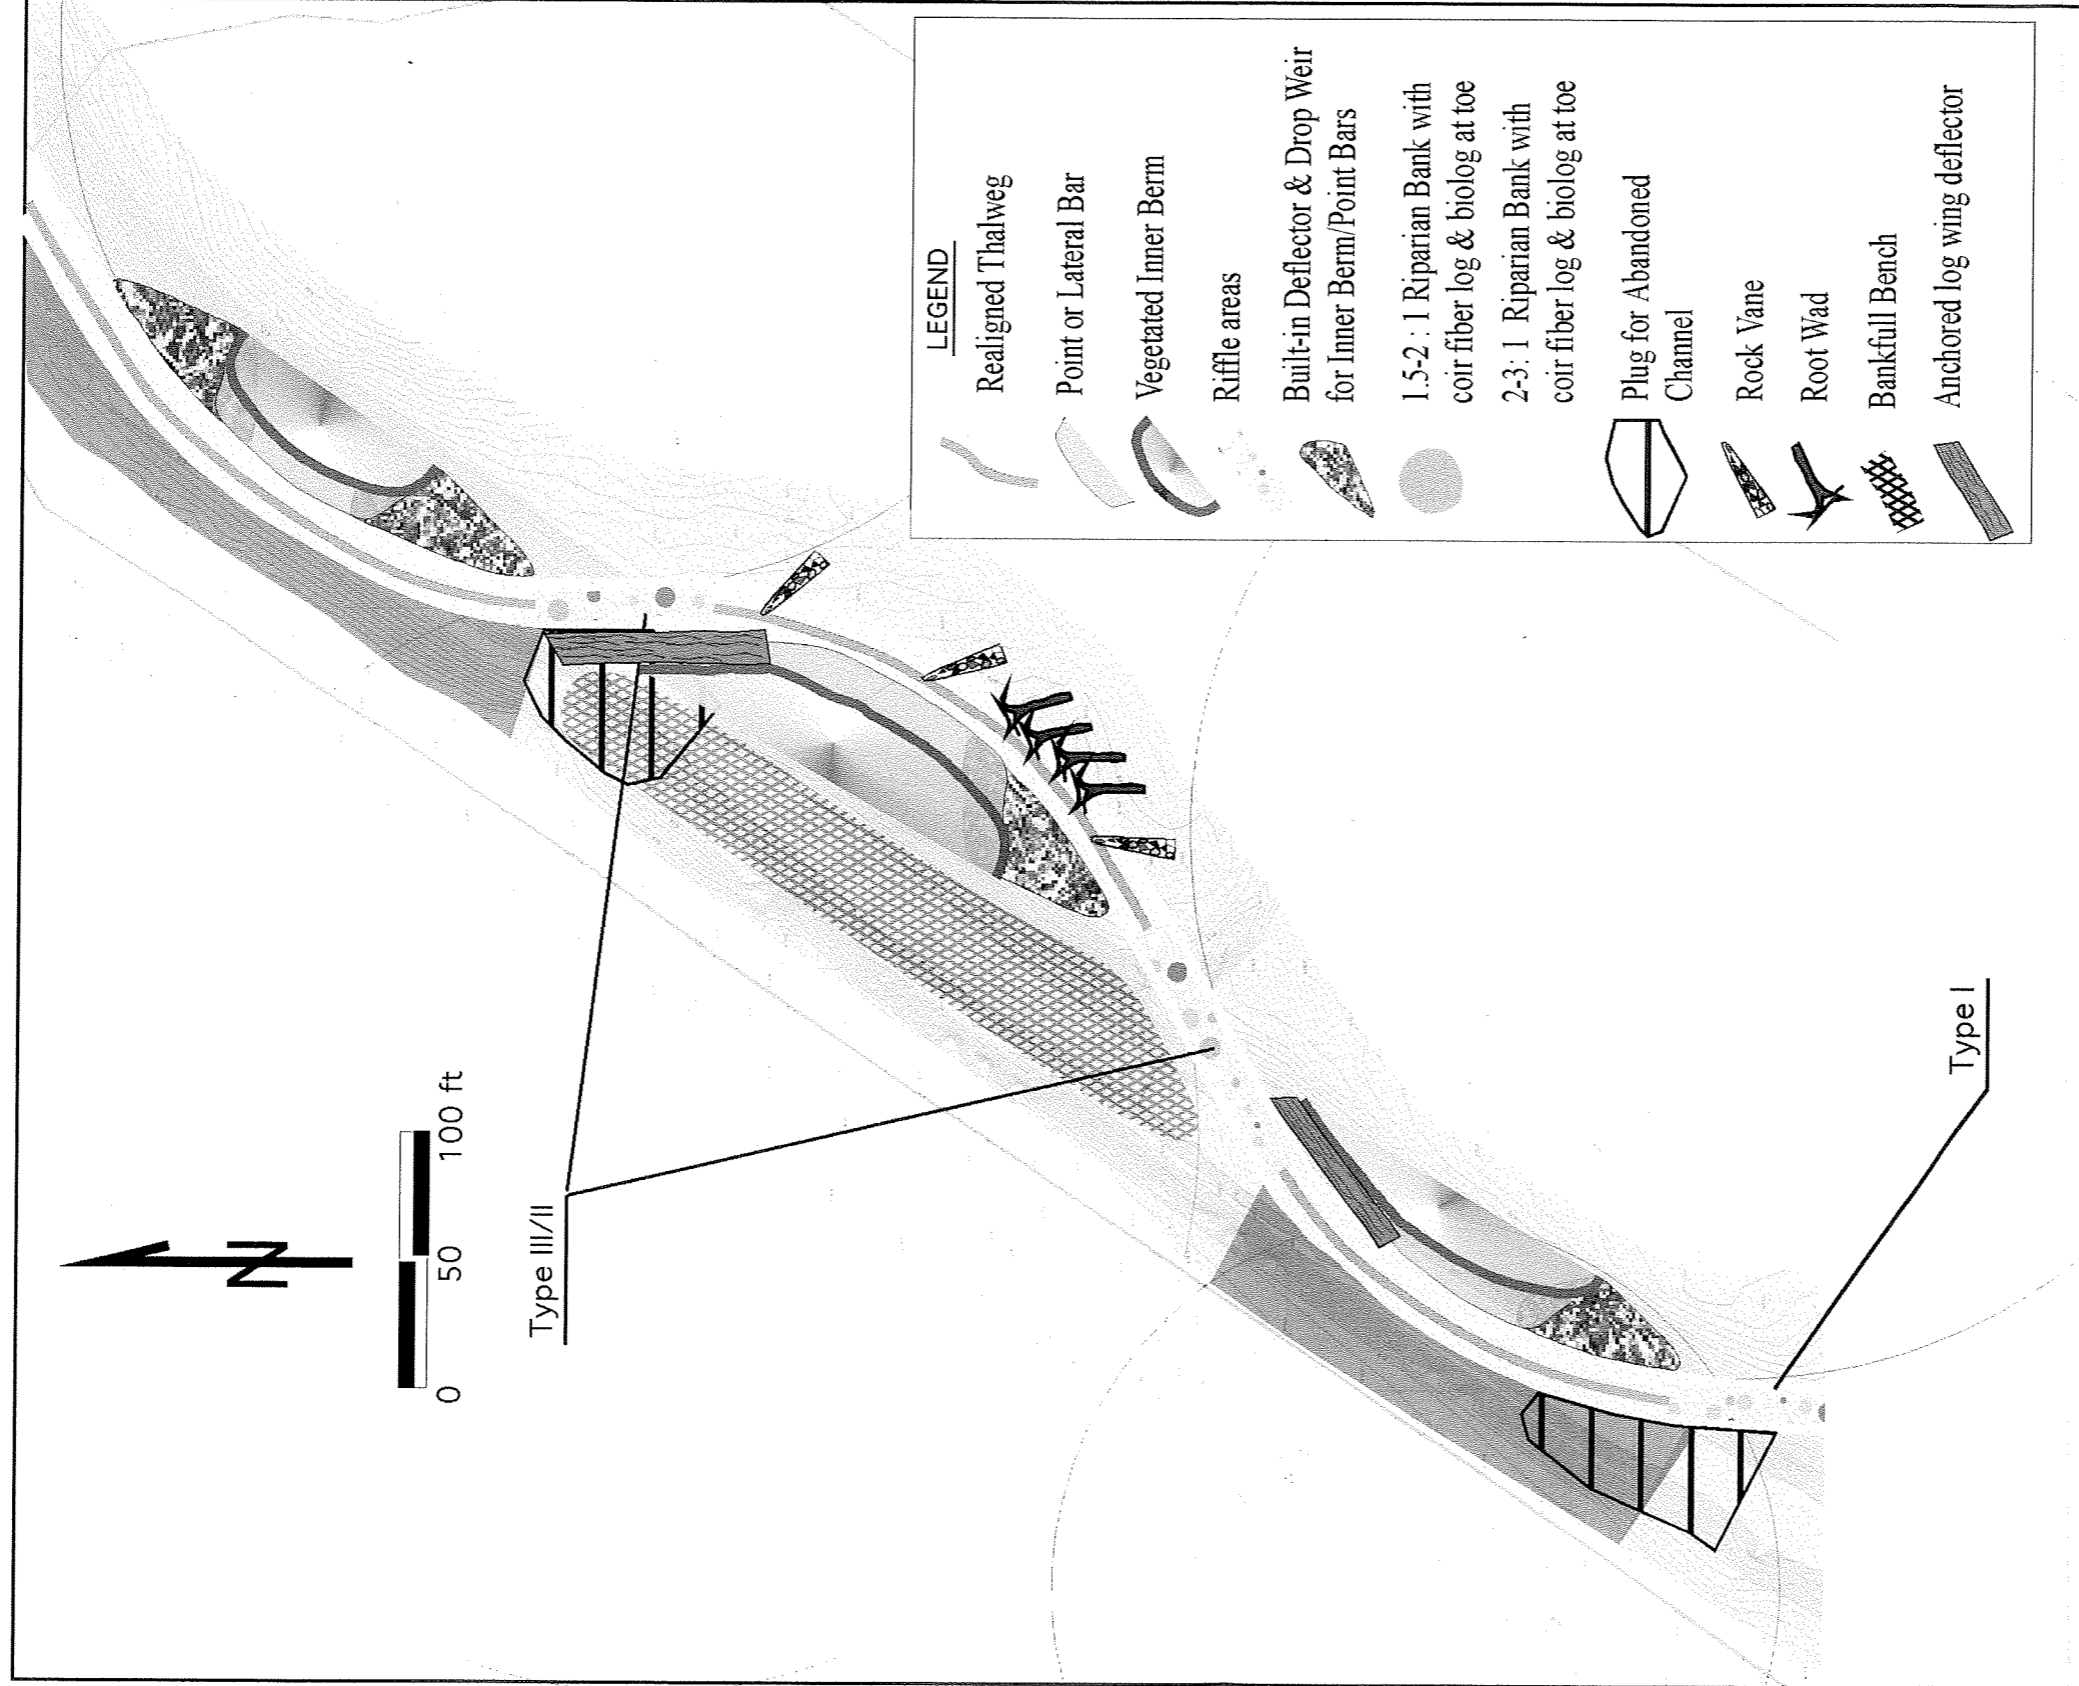 N
0 50 100 ft
Type III/II
Type I
LEGEND
Realigned Thalweg
Point or Lateral Bar
Vegetated Inner Berm
Riffle areas
Built-in Deflector & Drop Weir
for Inner Berm/Point Bars
1.5-2 : 1 Riparian Bank with
coir fiber log & biolog at toe
2-3: 1 Riparian Bank with
coir fiber log & biolog at toe
Plug for Abandoned
Channel
Rock Vane
Root Wad
Bankfull Bench
Anchored log wing deflector